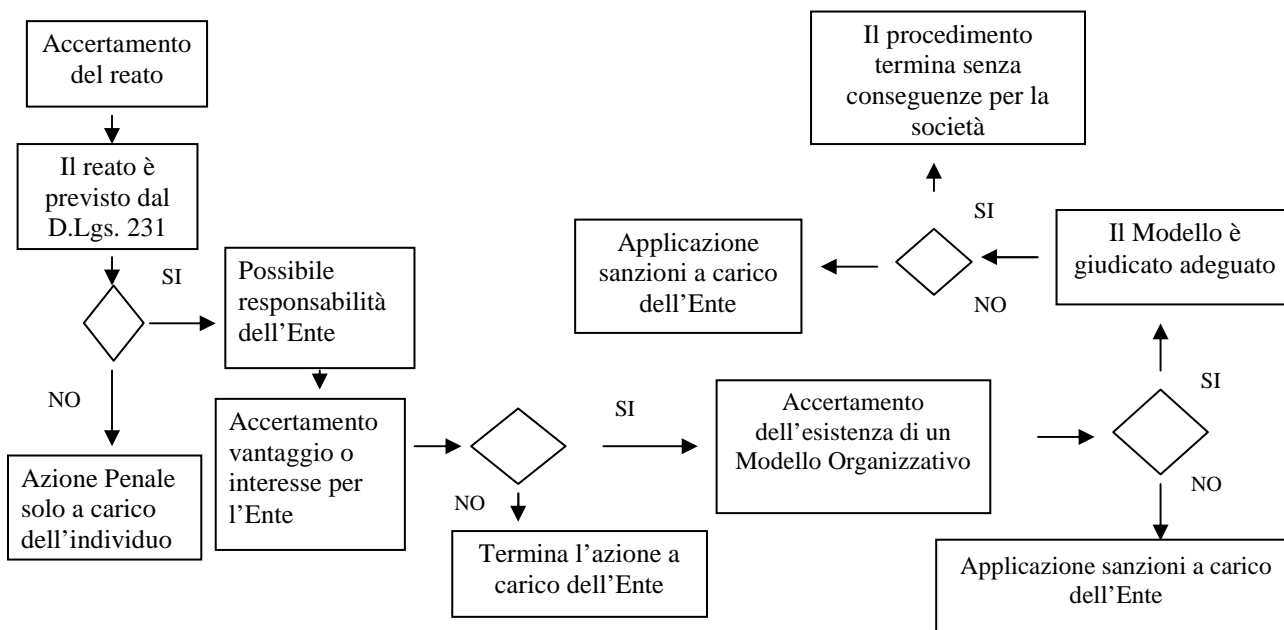 Accertamento
del reato
Il reato è
previsto dal
D.Lgs. 231
SI
NO
Azione Penale
solo a carico
dell'individuo
Possibile
responsabilità
dell'Ente
Accertamento
vantaggio o
interesse per
l'Ente
SI
NO
Termina l'azione a
carico dell'Ente
Accertamento
dell'esistenza di un
Modello Organizzativo
SI
NO
Applicazione sanzioni a carico
dell'Ente
Il Modello è
giudicato adeguato
SI
NO
Applicazione
sanzioni a carico
dell'Ente
Il procedimento
termina senza
conseguenze per la
società